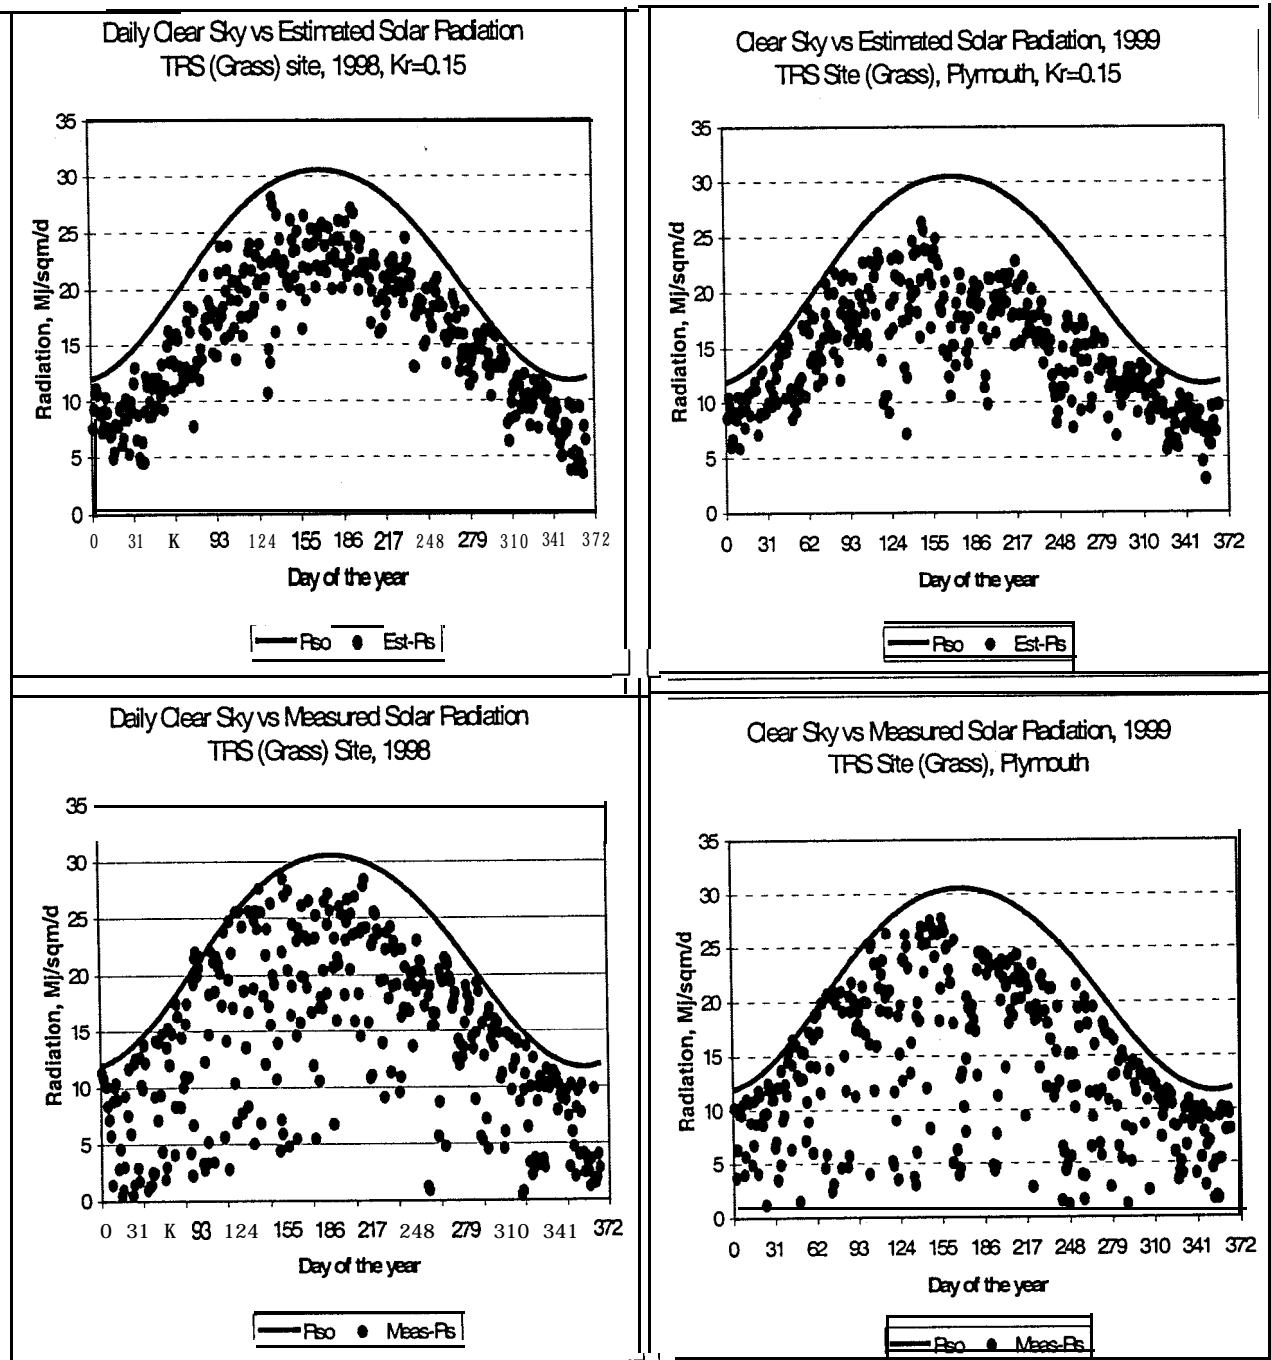 Daily Clear Sky vs Estimated Solar Radiation
TRS (Grass) site, 1998, Kr=0.15
35
30
25
20
15
10
5
0
Radiation, Mj/sqm/d
0 31 K 93 124 155 186 217 248 279 310 341 372
Day of the year
Rso Est-Rs
Clear Sky vs Estimated Solar Radiation, 1999
TRS Site (Grass), Plymouth, Kr=0.15
35
30
25
20
15
10
5
0
Radiation, Mj/sqm/d
0 31 62 93 124 155 186 217 248 279 310 341 372
Day of the year
Rso Est-Rs
Daily Clear Sky vs Measured Solar Radiation
TRS (Grass) Site, 1998
35
30
25
20
15
10
5
0
Radiation, Mj/sqm/d
0 31 K 93 124 155 186 217 279 310 341 372
Day of the year
Rso Meas-Rs
Clear Sky vs Measured Solar Radiation, 1999
TRS Site (Grass), Plymouth
35
30
25
20
15
10
5
0
Radiation, Mj/sqm/d
0 31 62 93 124 155 186 217 248 279 310 341 372
Day of the year
Rso Meas-Rs